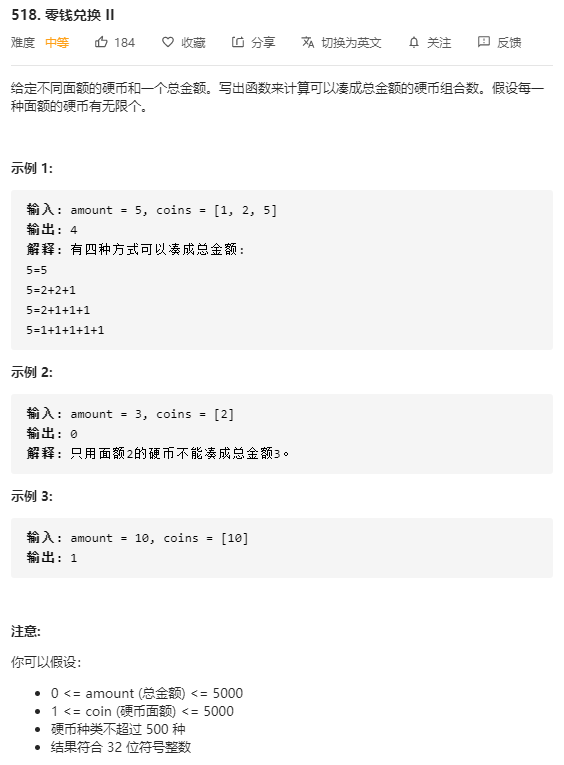 518. 零钱兑换 II
难度 中等 184 收藏 分享 切换为英文 关注 反馈
给定不同面额的硬币和一个总金额。写出函数来计算可以凑成总金额的硬币组合数。假设每一
种面额的硬币有无限个。
示例 1:
输入: amount = 5, coins = [1, 2, 5]
输出: 4
解释: 有四种方式可以凑成总金额:
5=5
5=2+2+1
5=2+1+1+1
5=1+1+1+1+1
示例 2:
输入: amount = 3, coins = [2]
输出: 0
解释: 只用面额2的硬币不能凑成总金额3。
示例 3:
输入: amount = 10, coins = [10]
输出: 1
注意:
你可以假设:
• 0 <= amount (总金额) <= 5000
• 1 <= coin (硬币面额) <= 5000
• 硬币种类不超过 500 种
• 结果符合 32 位符号整数